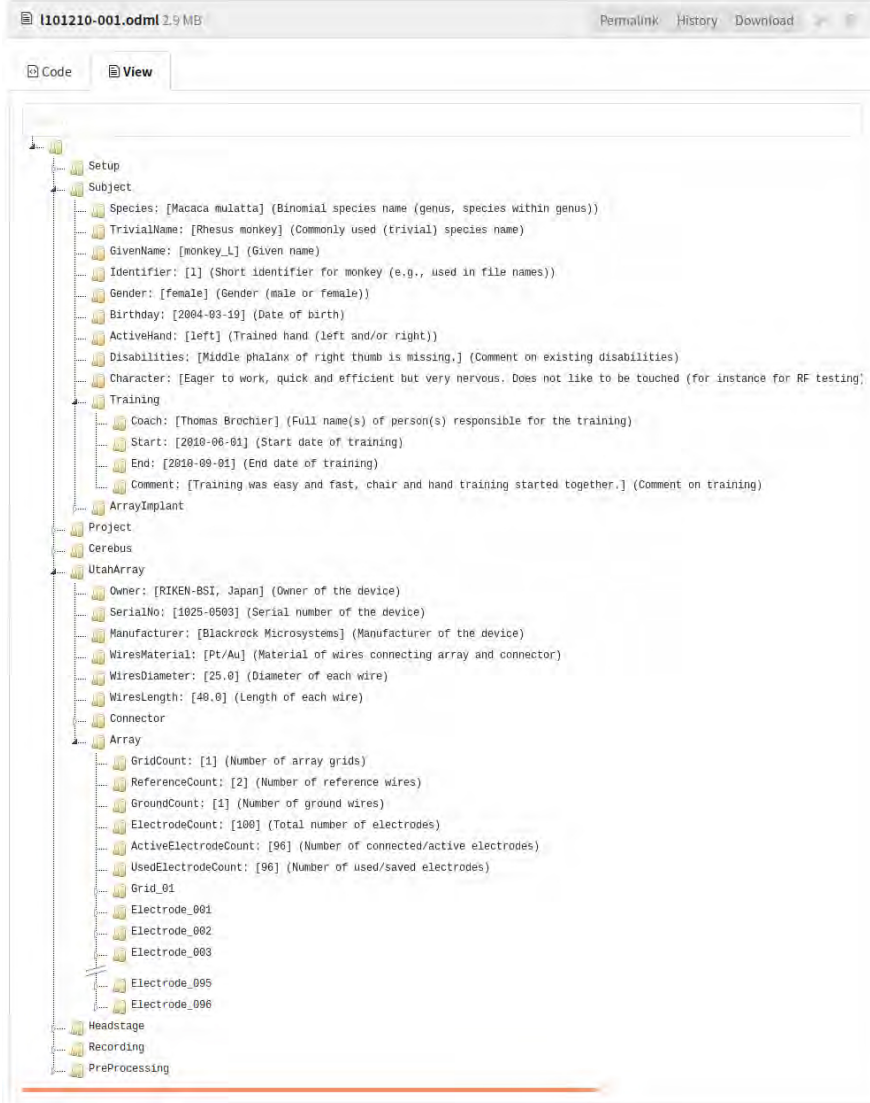 l101210-001.odml 2.9 MB Permalink History Download
Code View
Setup
Subject
Species: [Macaca mulatta] (Binomial species name (genus, species within genus))
TrivialName: [Rhesus monkey] (Commonly used (trivial) species name)
GivenName: [monkey_L] (Given name)
Identifier: [l] (Short identifier for monkey (e.g., used in file names))
Gender: [female] (Gender (male or female))
Birthday: [2004-03-19] (Date of birth)
ActiveHand: [left] (Trained hand (left and/or right))
Disabilities: [Middle phalanx of right thumb is missing.] (Comment on existing disabilities)
Character: [Eager to work, quick and efficient but very nervous. Does not like to be touched (for instance for RF testing)
Training
Coach: [Thomas Brochier] (Full name(s) of person(s) responsible for the training)
Start: [2010-06-01] (Start date of training)
End: [2010-09-01] (End date of training)
Comment: [Training was easy and fast, chair and hand training started together.] (Comment on training)
ArrayImplant
Project
Cerebus
UtahArray
Owner: [RIKEN-BSI, Japan] (Owner of the device)
SerialNo: [1025-0503] (Serial number of the device)
Manufacturer: [Blackrock Microsystems] (Manufacturer of the device)
WiresMaterial: [Pt/Au] (Material of wires connecting array and connector)
WiresDiameter: [25.0] (Diameter of each wire)
WiresLength: [40.0] (Length of each wire)
Connector
Array
GridCount: [1] (Number of array grids)
ReferenceCount: [2] (Number of reference wires)
GroundCount: [1] (Number of ground wires)
ElectrodeCount: [100] (Total number of electrodes)
ActiveElectrodeCount: [96] (Number of connected/active electrodes)
UsedElectrodeCount: [96] (Number of used/saved electrodes)
Grid_01
Electrode_001
Electrode_002
Electrode_003
Electrode_095
Electrode_096
Headstage
Recording
PreProcessing